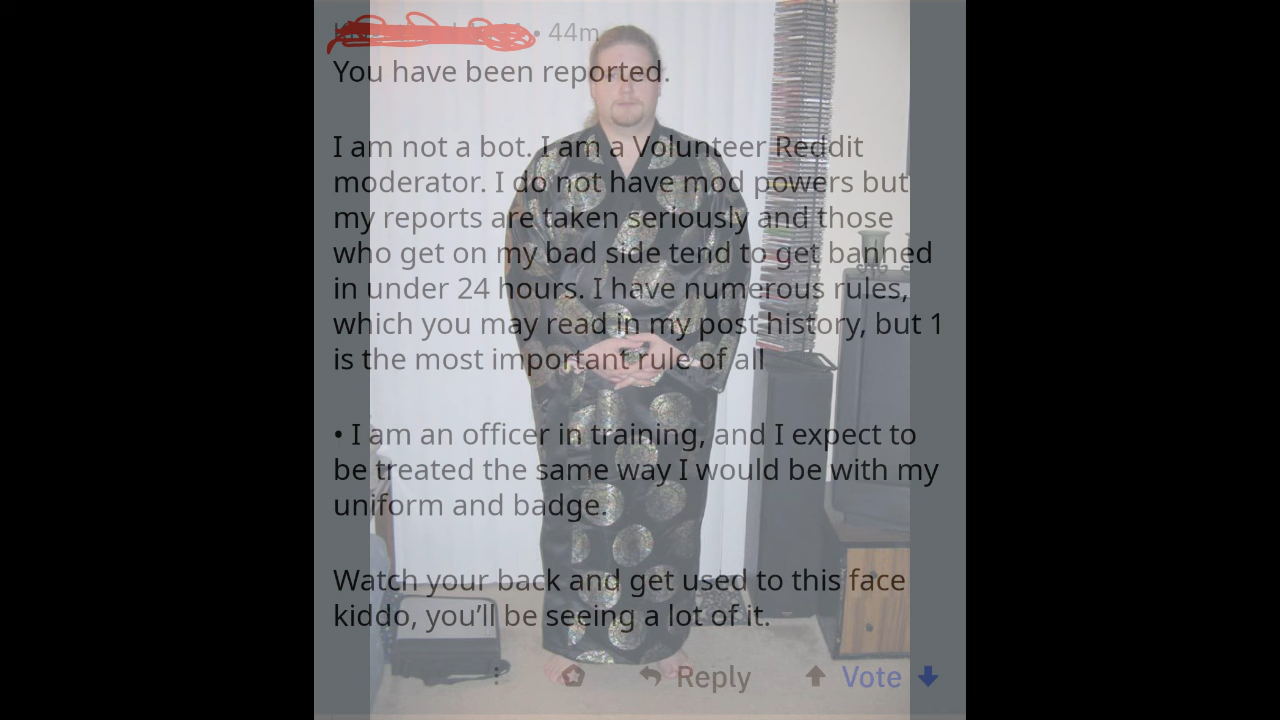 • 44m
You have been reported.
I am not a bot. I am a Volunteer Reddit
moderator. I do not have mod powers but
my reports are taken seriously and those
who get on my bad side tend to get banned
in under 24 hours. I have numerous rules,
which you may read in my post history, but 1
is the most important rule of all
• I am an officer in training, and I expect to
be treated the same way I would be with my
uniform and badge.
Watch your back and get used to this face
kiddo, you’ll be seeing a lot of it.
Reply Vote